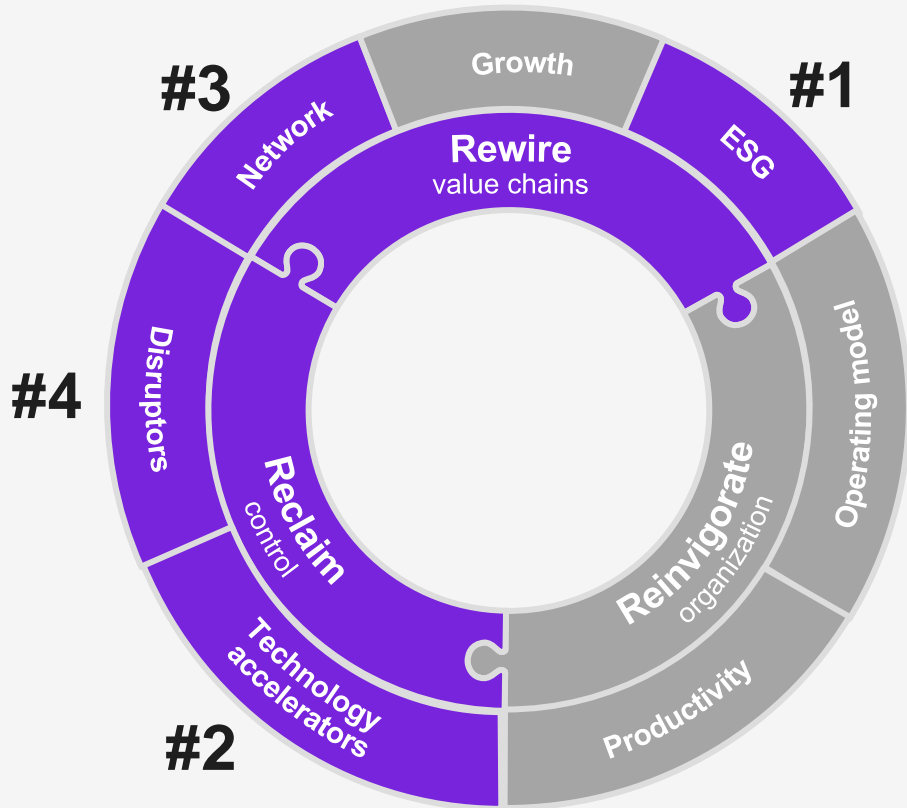 Growth
#1
ESG
Operating model
Productivity
#2
Technology
accelerators
#4
Disruptors
#3
Network
Rewire
value chains
Reinvigorate
organization
Reclaim
control